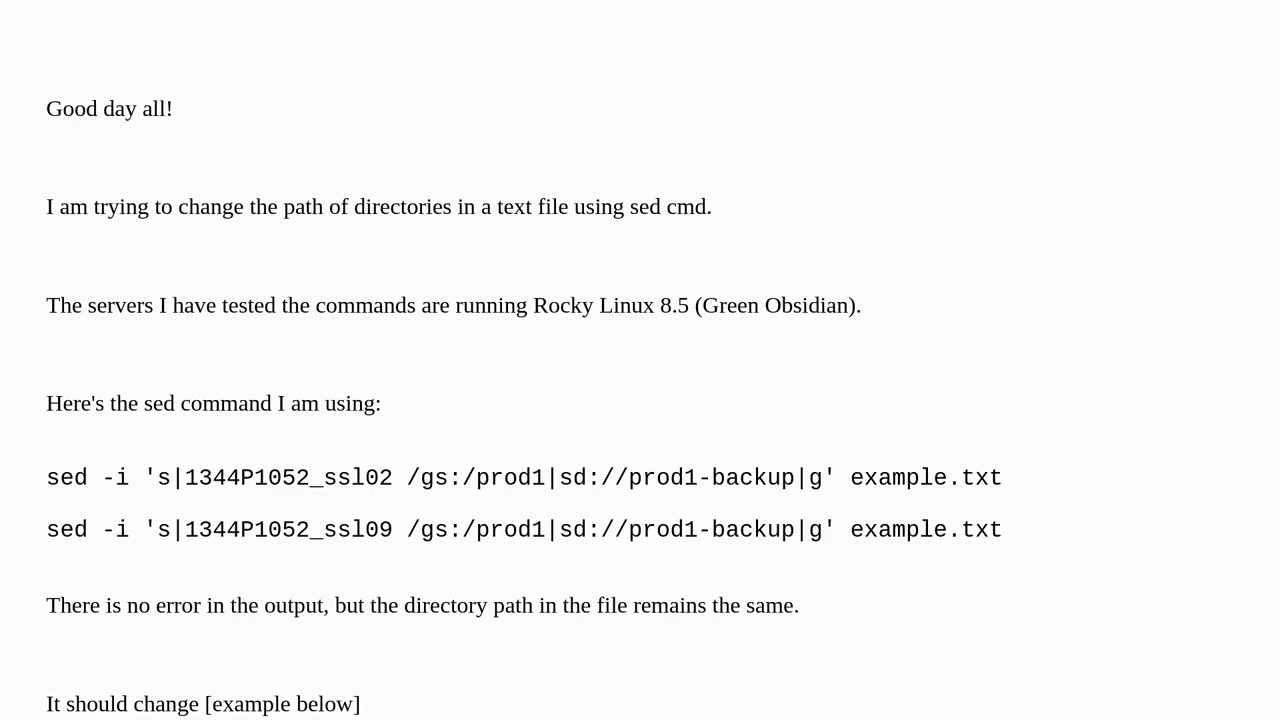 Good day all!
I am trying to change the path of directories in a text file using sed cmd.
The servers I have tested the commands are running Rocky Linux 8.5 (Green Obsidian).
Here's the sed command I am using:
sed -i 's|1344P1052_ssl02 /gs:/prod1|sd://prod1-backup|g' example.txt
sed -i 's|1344P1052_ssl09 /gs:/prod1|sd://prod1-backup|g' example.txt
There is no error in the output, but the directory path in the file remains the same.
It should change [example below]